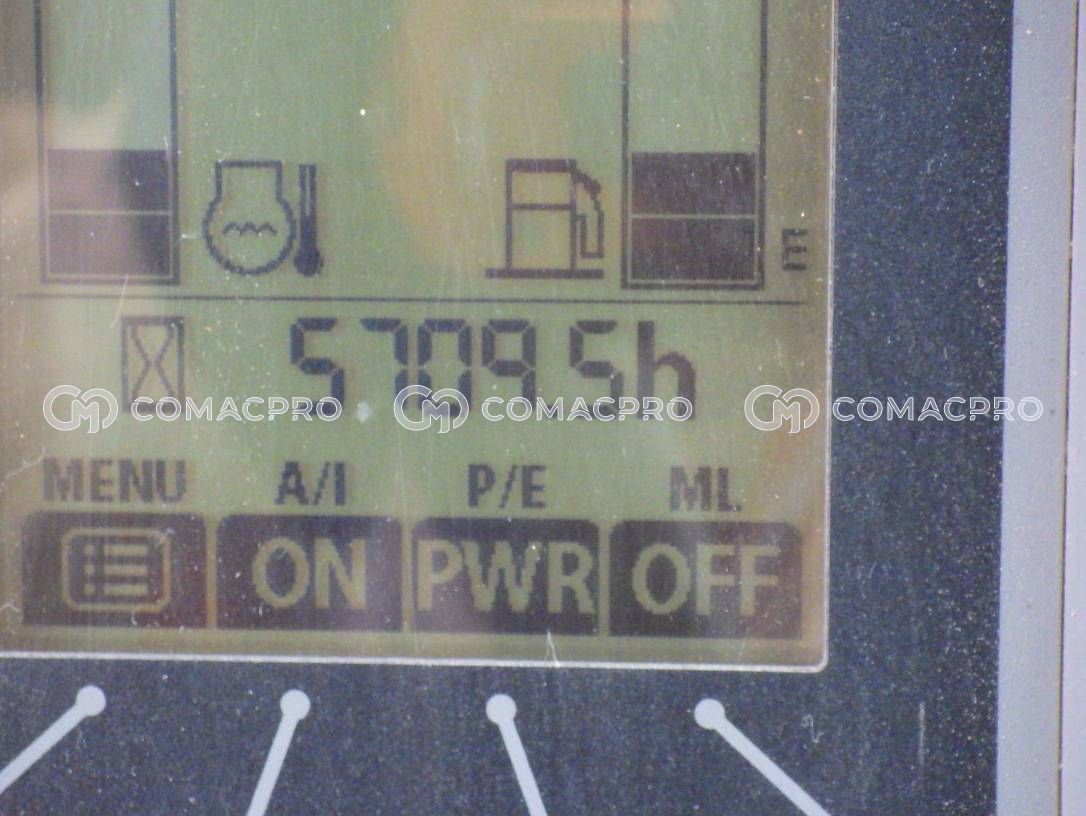 E
5709.5h
COMACPRO COMACPRO COMACPRO
MENU A/I P/E ML
ON PWR OFF